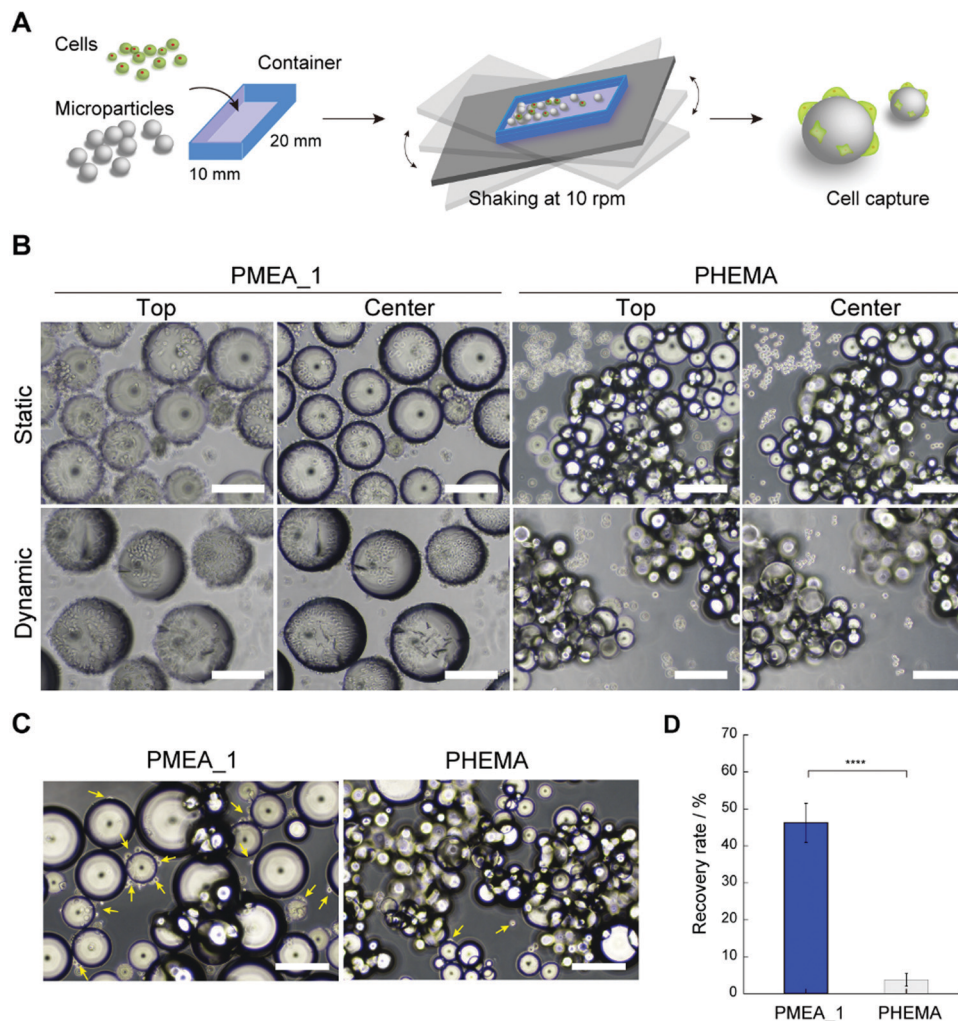 A
Cells
Microparticles
Container
20 mm
10 mm
Shaking at 10 rpm
Cell capture
B
PMEA_1
PHEMA
Top
Center
Top
Center
Static
Dynamic
C
PMEA_1
PHEMA
D
Recovery rate / %
70
60
50
40
30
20
10
0
****
PMEA_1
PHEMA